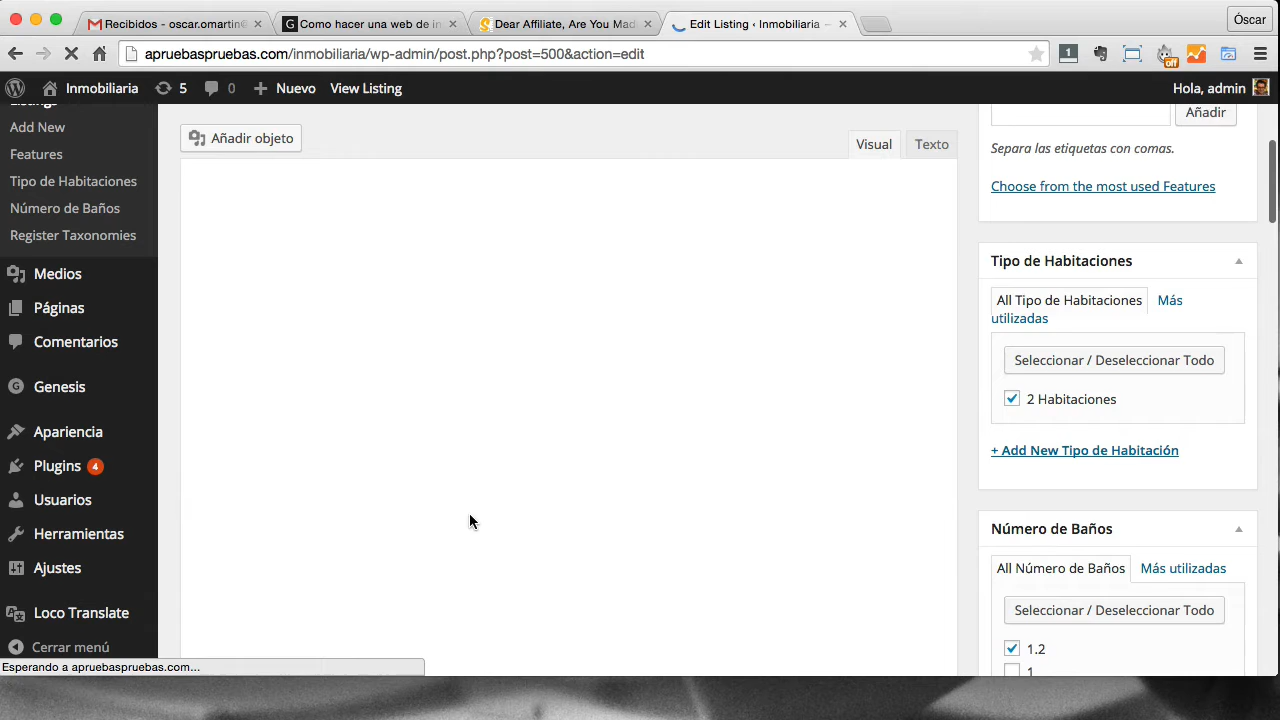 Recibidos - oscar.omartin@
Como hacer una web de in
Dear Affiliate, Are You Mad
Edit Listing ‹ Inmobiliaria —
Óscar
apruebaspruebas.com/inmobiliaria/wp-admin/post.php?post=500&action=edit
1
off
Inmobiliaria
5
0
Nuevo
View Listing
Hola, admin
Listings
Add New
Features
Tipo de Habitaciones
Número de Baños
Register Taxonomies
Medios
Páginas
Comentarios
Genesis
Apariencia
Plugins 4
Usuarios
Herramientas
Ajustes
Loco Translate
Cerrar menú
Esperando a apruebaspruebas.com...
Añadir objeto
Visual
Texto
Añadir
Separa las etiquetas con comas.
Choose from the most used Features
Tipo de Habitaciones
All Tipo de Habitaciones
Más
utilizadas
Seleccionar / Deseleccionar Todo
2 Habitaciones
+ Add New Tipo de Habitación
Número de Baños
All Número de Baños
Más utilizadas
Seleccionar / Deseleccionar Todo
1.2
1